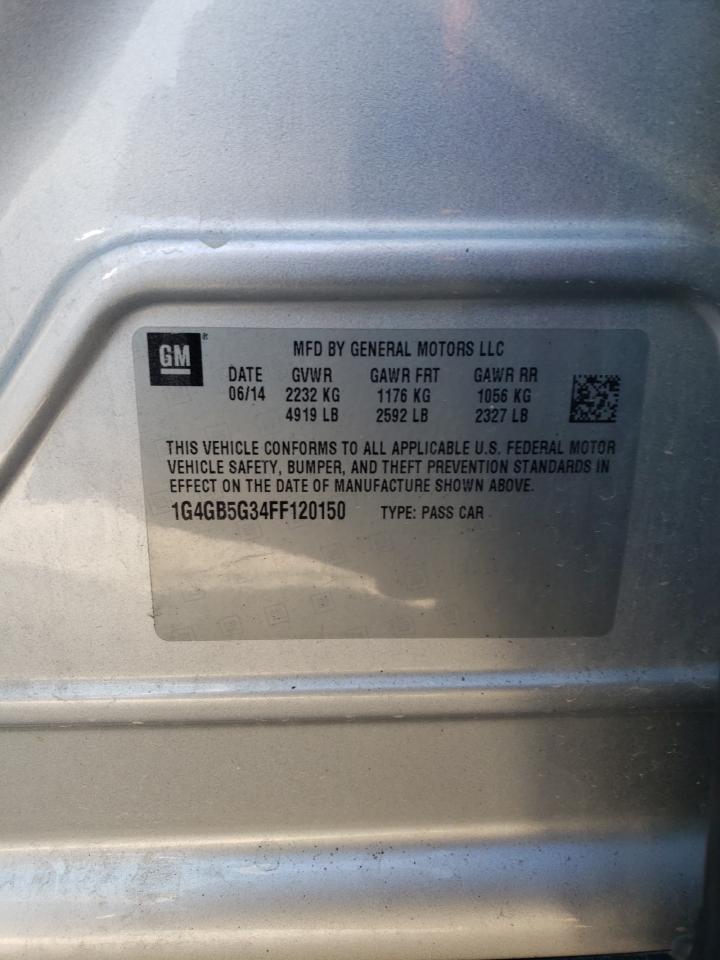 GM®
MFD BY GENERAL MOTORS LLC
DATE GVWR GAWR FRT GAWR RR
06/14 2232 KG 1176 KG 1056 KG
4919 LB 2592 LB 2327 LB
THIS VEHICLE CONFORMS TO ALL APPLICABLE U.S. FEDERAL MOTOR
VEHICLE SAFETY, BUMPER, AND THEFT PREVENTION STANDARDS IN
EFFECT ON THE DATE OF MANUFACTURE SHOWN ABOVE.
1G4GB5G34FF120150 TYPE: PASS CAR